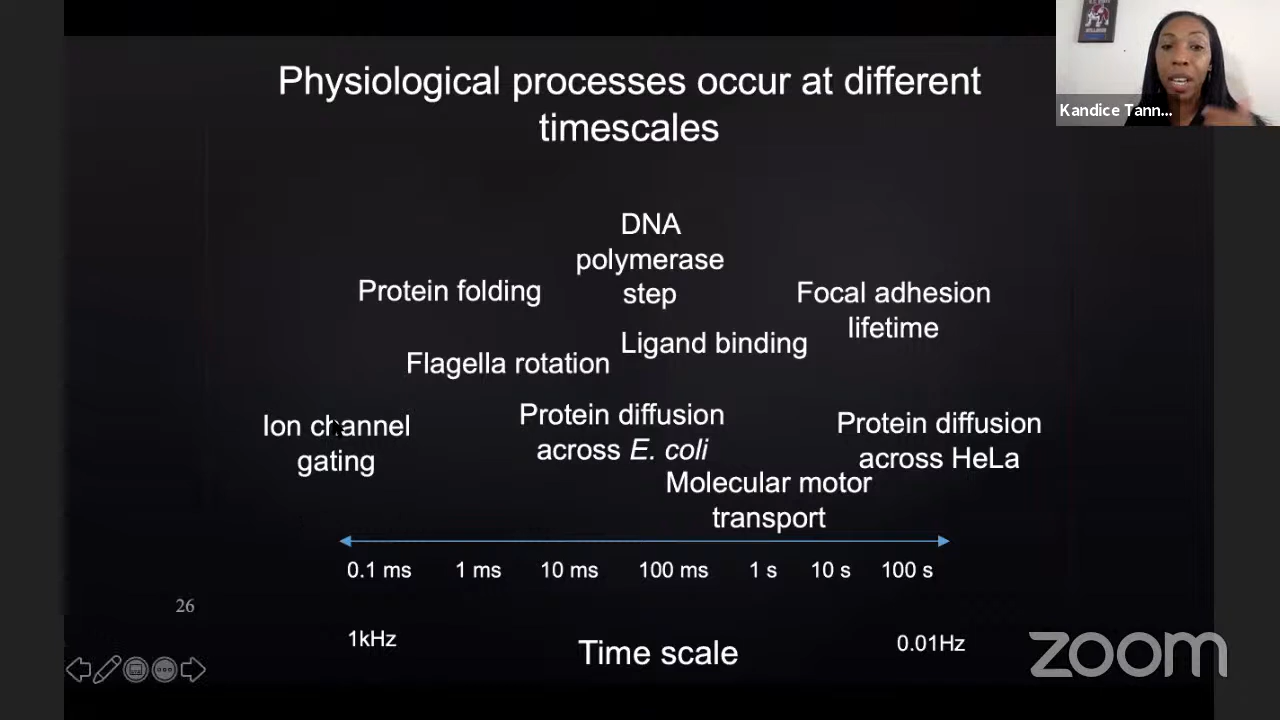 Physiological processes occur at different
timescales
Kandice Tann...
DNA
polymerase
step
Protein folding
Focal adhesion
lifetime
Ligand binding
Flagella rotation
Ion channel
gating
Protein diffusion
across E. coli
Protein diffusion
across HeLa
Molecular motor
transport
0.1 ms 1 ms 10 ms 100 ms 1 s 10 s 100 s
26
1kHz
Time scale
0.01Hz
zoom